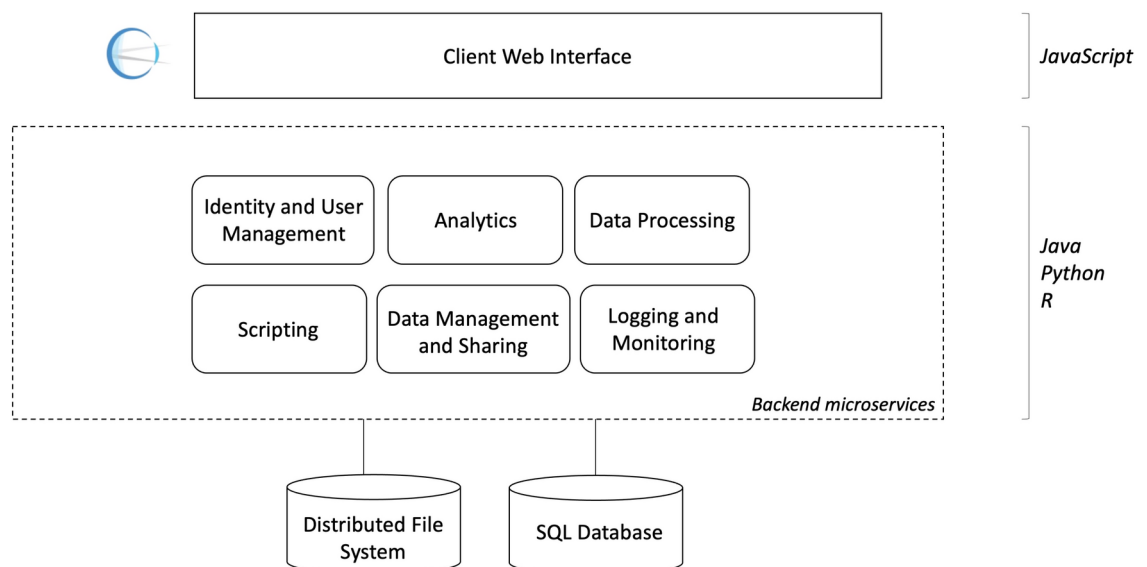 Client Web Interface
JavaScript
Identity and User
Management
Analytics
Data Processing
Scripting
Data Management
and Sharing
Logging and
Monitoring
Backend microservices
Java
Python
R
Distributed File
System
SQL Database